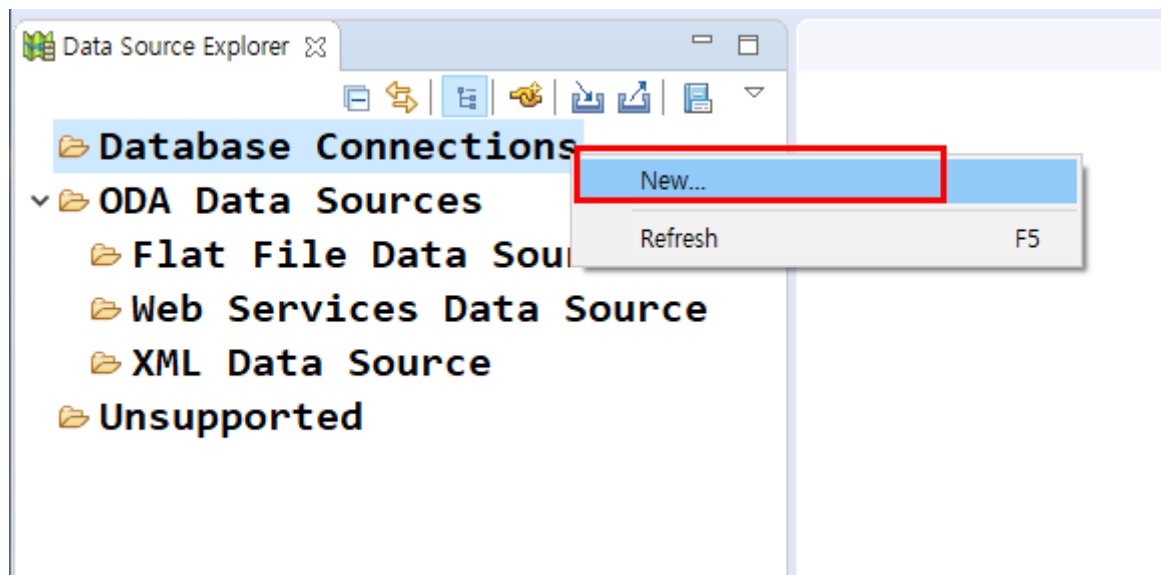 Data Source Explorer
Database Connections
New...
ODA Data Sources
Refresh F5
Flat File Data Sou
Web Services Data Source
XML Data Source
Unsupported